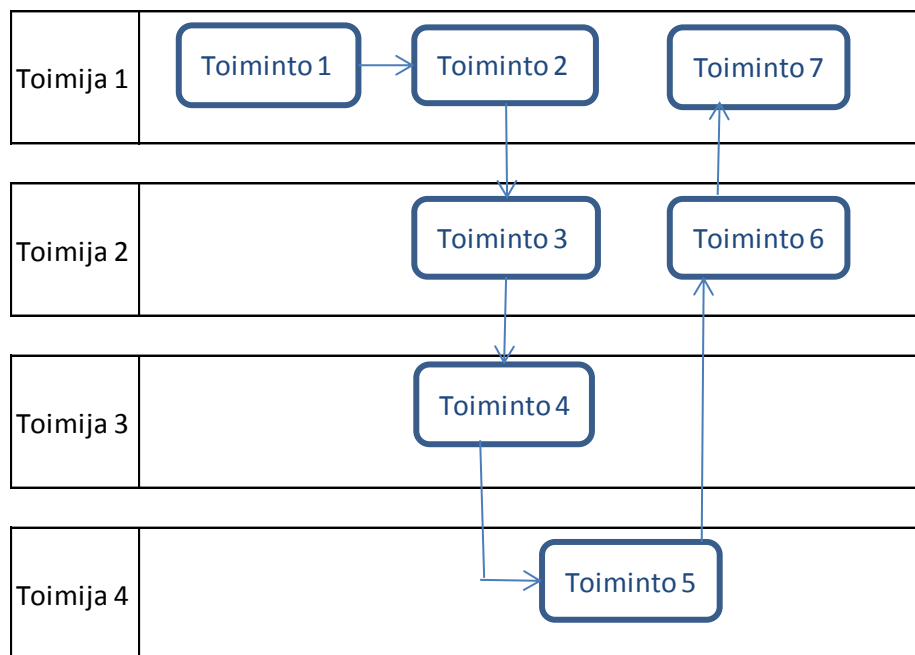 Toimija 1
Toiminto 1
Toiminto 2
Toiminto 7
Toimija 2
Toiminto 3
Toiminto 6
Toimija 3
Toiminto 4
Toimija 4
Toiminto 5